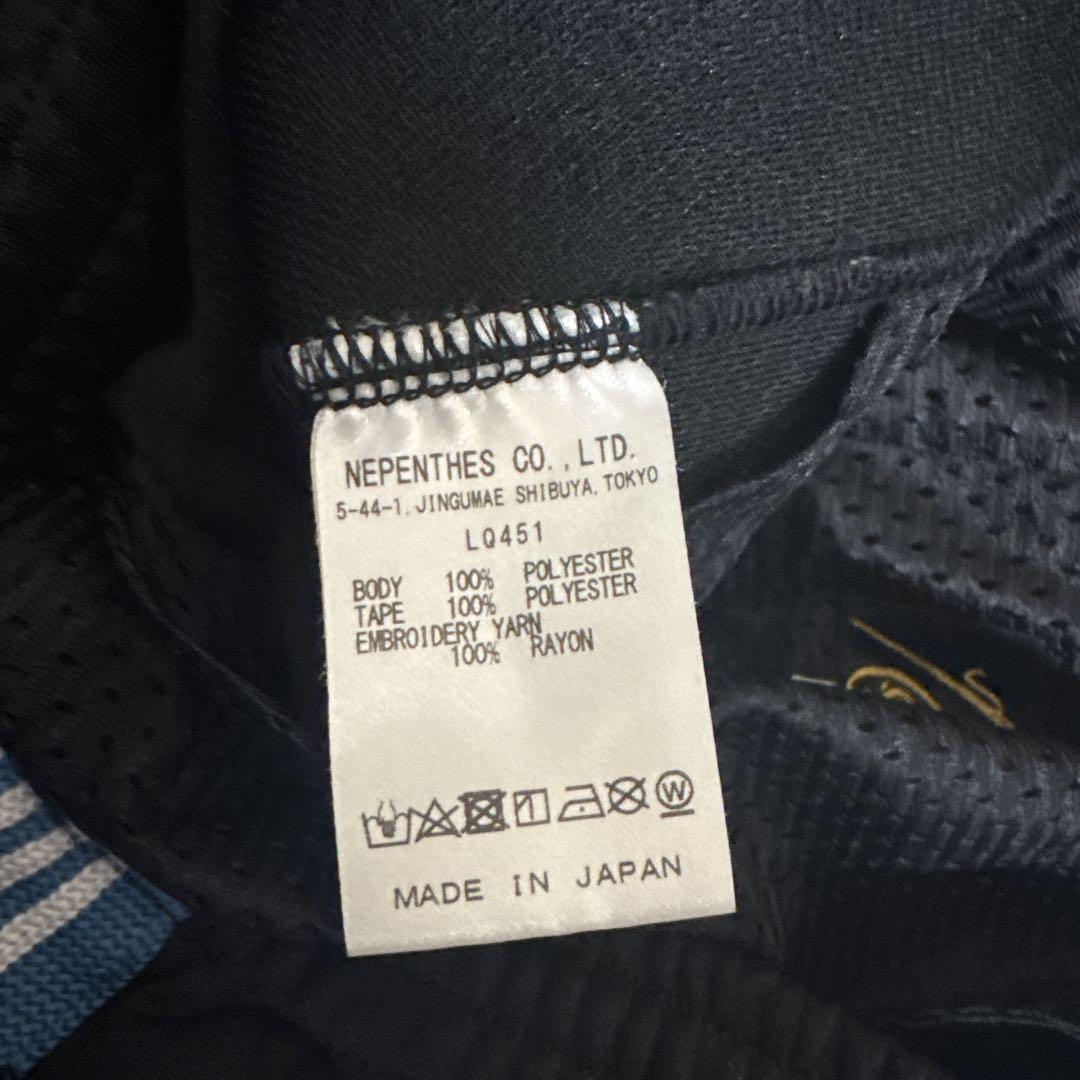 NEPENTHES CO.,LTD.
5-44-1, JINGUMAE SHIBUYA, TOKYO
LQ451
BODY 100% POLYESTER
TAPE 100% POLYESTER
EMBROIDERY YARN
100% RAYON
W
MADE IN JAPAN